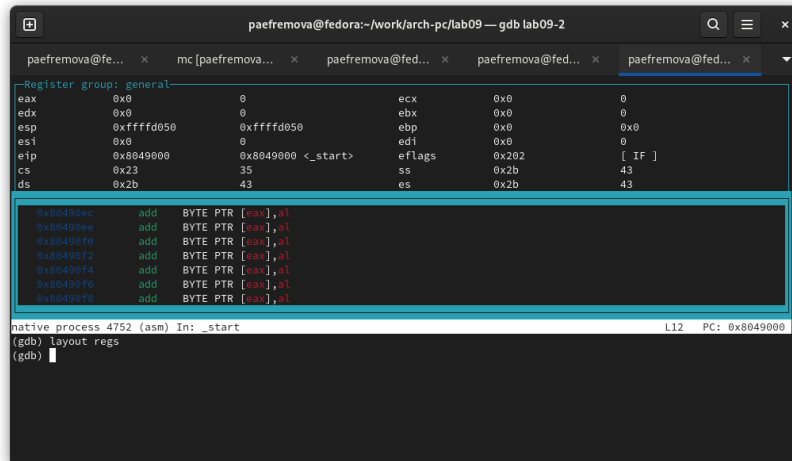 paefremova@fedora:~/work/arch-pc/lab09 — gdb lab09-2
paefremova@fe... × mc [paefremova... × paefremova@fed... × paefremova@fed... × paefremova@fed... ×
Register group: general
eax 0x0 0 ecx 0x0 0
edx 0x0 0 ebx 0x0 0
esp 0xffffd050 0xffffd050 ebp 0x0 0x0
esi 0x0 0 edi 0x0 0
eip 0x8049000 0x8049000 <_start> eflags 0x202 [ IF ]
cs 0x23 35 ss 0x2b 43
ds 0x2b 43 es 0x2b 43
0x80490ec add BYTE PTR [eax],al
0x80490ee add BYTE PTR [eax],al
0x80490f0 add BYTE PTR [eax],al
0x80490f2 add BYTE PTR [eax],al
0x80490f4 add BYTE PTR [eax],al
0x80490f6 add BYTE PTR [eax],al
0x80490f8 add BYTE PTR [eax],al
native process 4752 (asm) In: _start L12 PC: 0x8049000
(gdb) layout regs
(gdb)